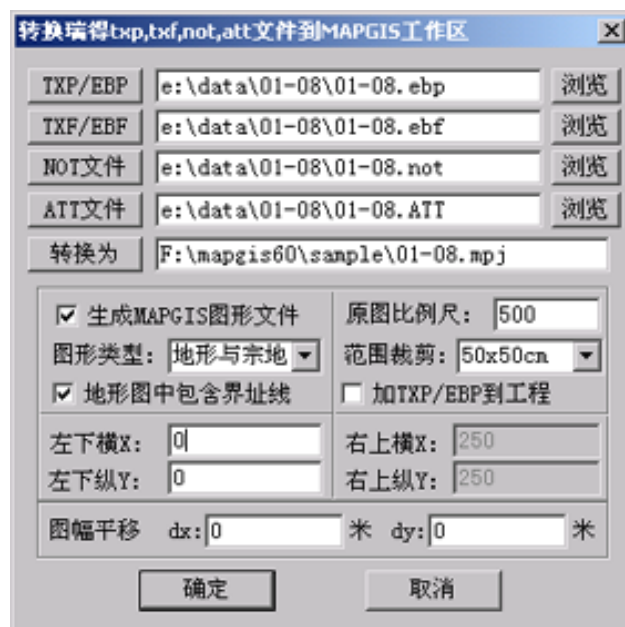 转换瑞得txp,txf,not,att文件到MAPGIS工作区
TXP/EBP e:\data\01-08\01-08.ebp 浏览
TXF/EBF e:\data\01-08\01-08.ebf 浏览
NOT文件 e:\data\01-08\01-08.not 浏览
ATT文件 e:\data\01-08\01-08.ATT 浏览
转换为 F:\mapgis60\sample\01-08.mpj
生成MAPGIS图形文件 原图比例尺: 500
图形类型: 地形与宗地 范围裁剪: 50x50cm
地形图中包含界址线 加TXP/EBP到工程
左下横X: 0 右上横X: 250
左下纵Y: 0 右上纵Y: 250
图幅平移 dx: 0 米 dy: 0 米
确定 取消